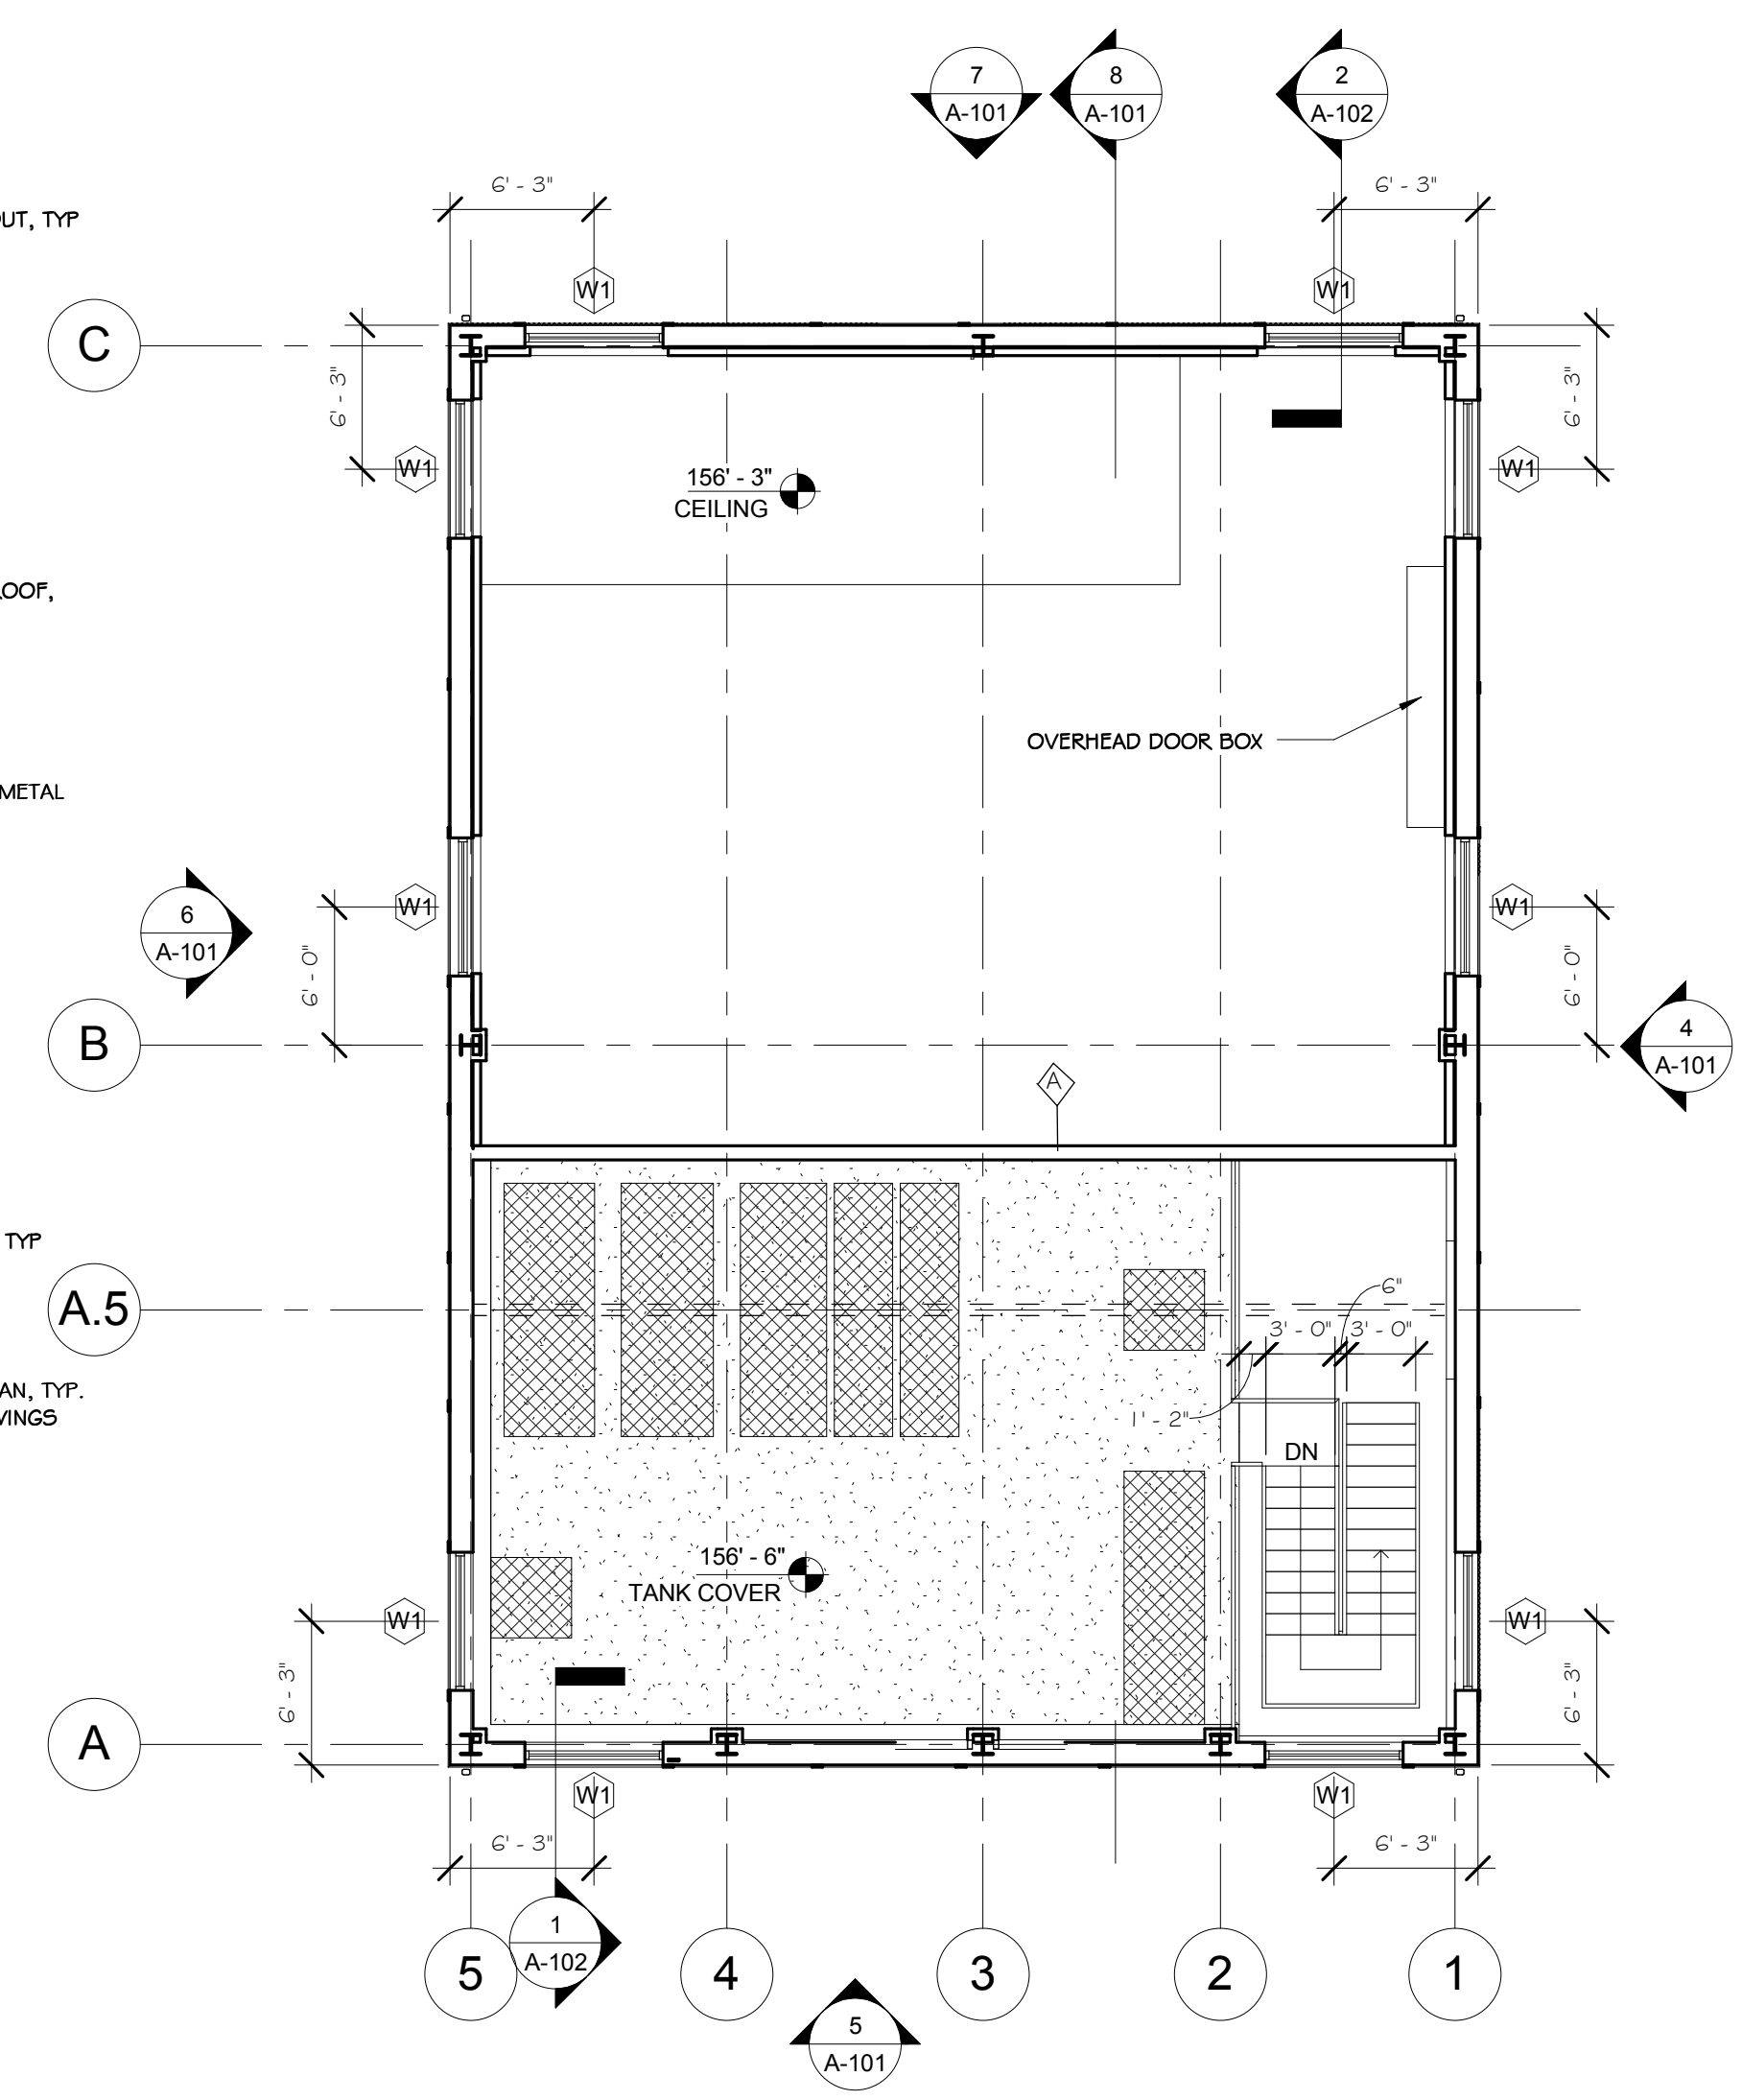 7
A-101
8
A-101
2
A-102
6' - 3"
6' - 3"
OUT, TYP
W1
W1
C
6' - 3"
6' - 3"
W1
W1
156' - 3"
CEILING
ROOF,
OVERHEAD DOOR BOX
METAL
6
A-101
W1
W1
6' - 0"
6' - 0"
B
4
A-101
A
TYP
A.5
6"
3' - 0"
3' - 0"
AN, TYP.
WINGS
1' - 2"
DN
156' - 6"
TANK COVER
W1
W1
6' - 3"
6' - 3"
A
W1
W1
6' - 3"
6' - 3"
1
A-102
5
4
3
2
1
5
A-101